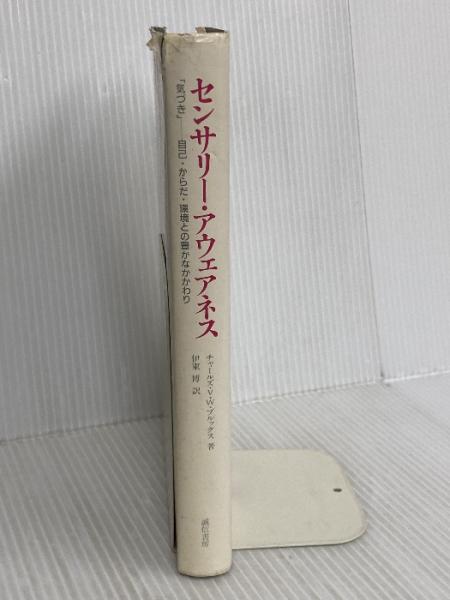 センサリー・アウェアネス
「気づき」――自己・からだ・環境との豊かなかかわり
チャールズ・V・W・ブルックス 著
伊東 博 訳
誠信書房